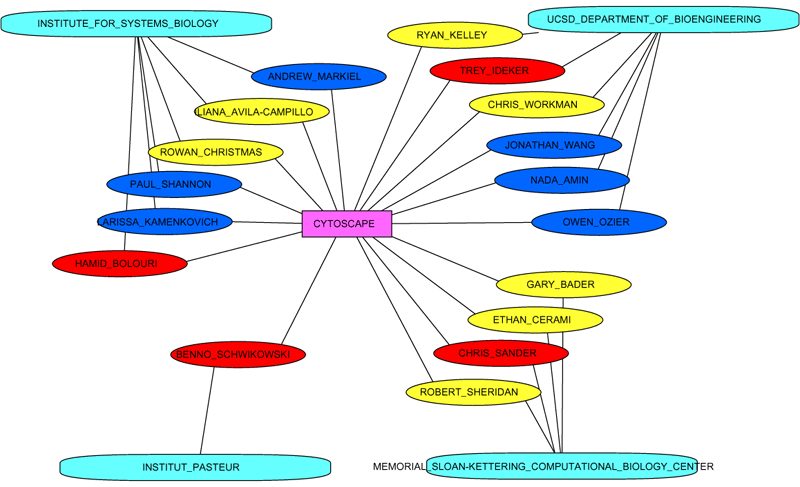 INSTITUTE_FOR_SYSTEMS_BIOLOGY
UCSD_DEPARTMENT_OF_BIOENGINEERING
RYAN_KELLEY
TREY_IDEKER
ANDREW_MARKIEL
CHRIS_WORKMAN
ILIANA_AVILA-CAMPILLO
JONATHAN_WANG
ROWAN_CHRISTMAS
NADA_AMIN
PAUL_SHANNON
LARISSA_KAMENKOVICH
OWEN_OZIER
CYTOSCAPE
HAMID_BOLOURI
GARY_BADER
ETHAN_CERAMI
BENNO_SCHWIKOWSKI
CHRIS_SANDER
ROBERT_SHERIDAN
INSTITUT_PASTEUR
MEMORIAL_SLOAN-KETTERING_COMPUTATIONAL_BIOLOGY_CENTER